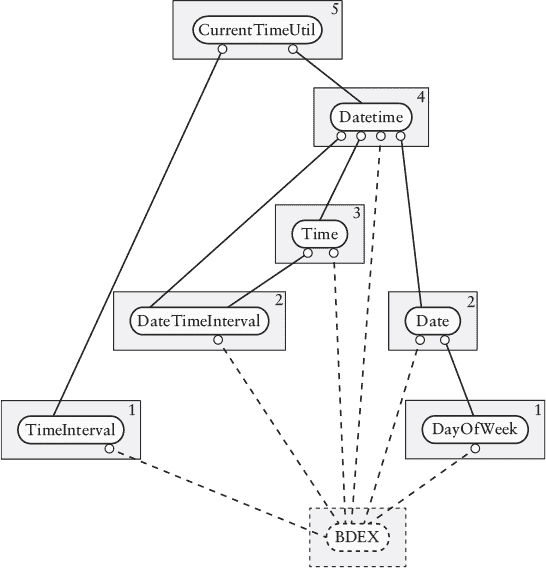 5
CurrentTimeUtil
4
Datetime
3
Time
2
DateTimeInterval
2
Date
1
TimeInterval
1
DayOfWeek
BDEX